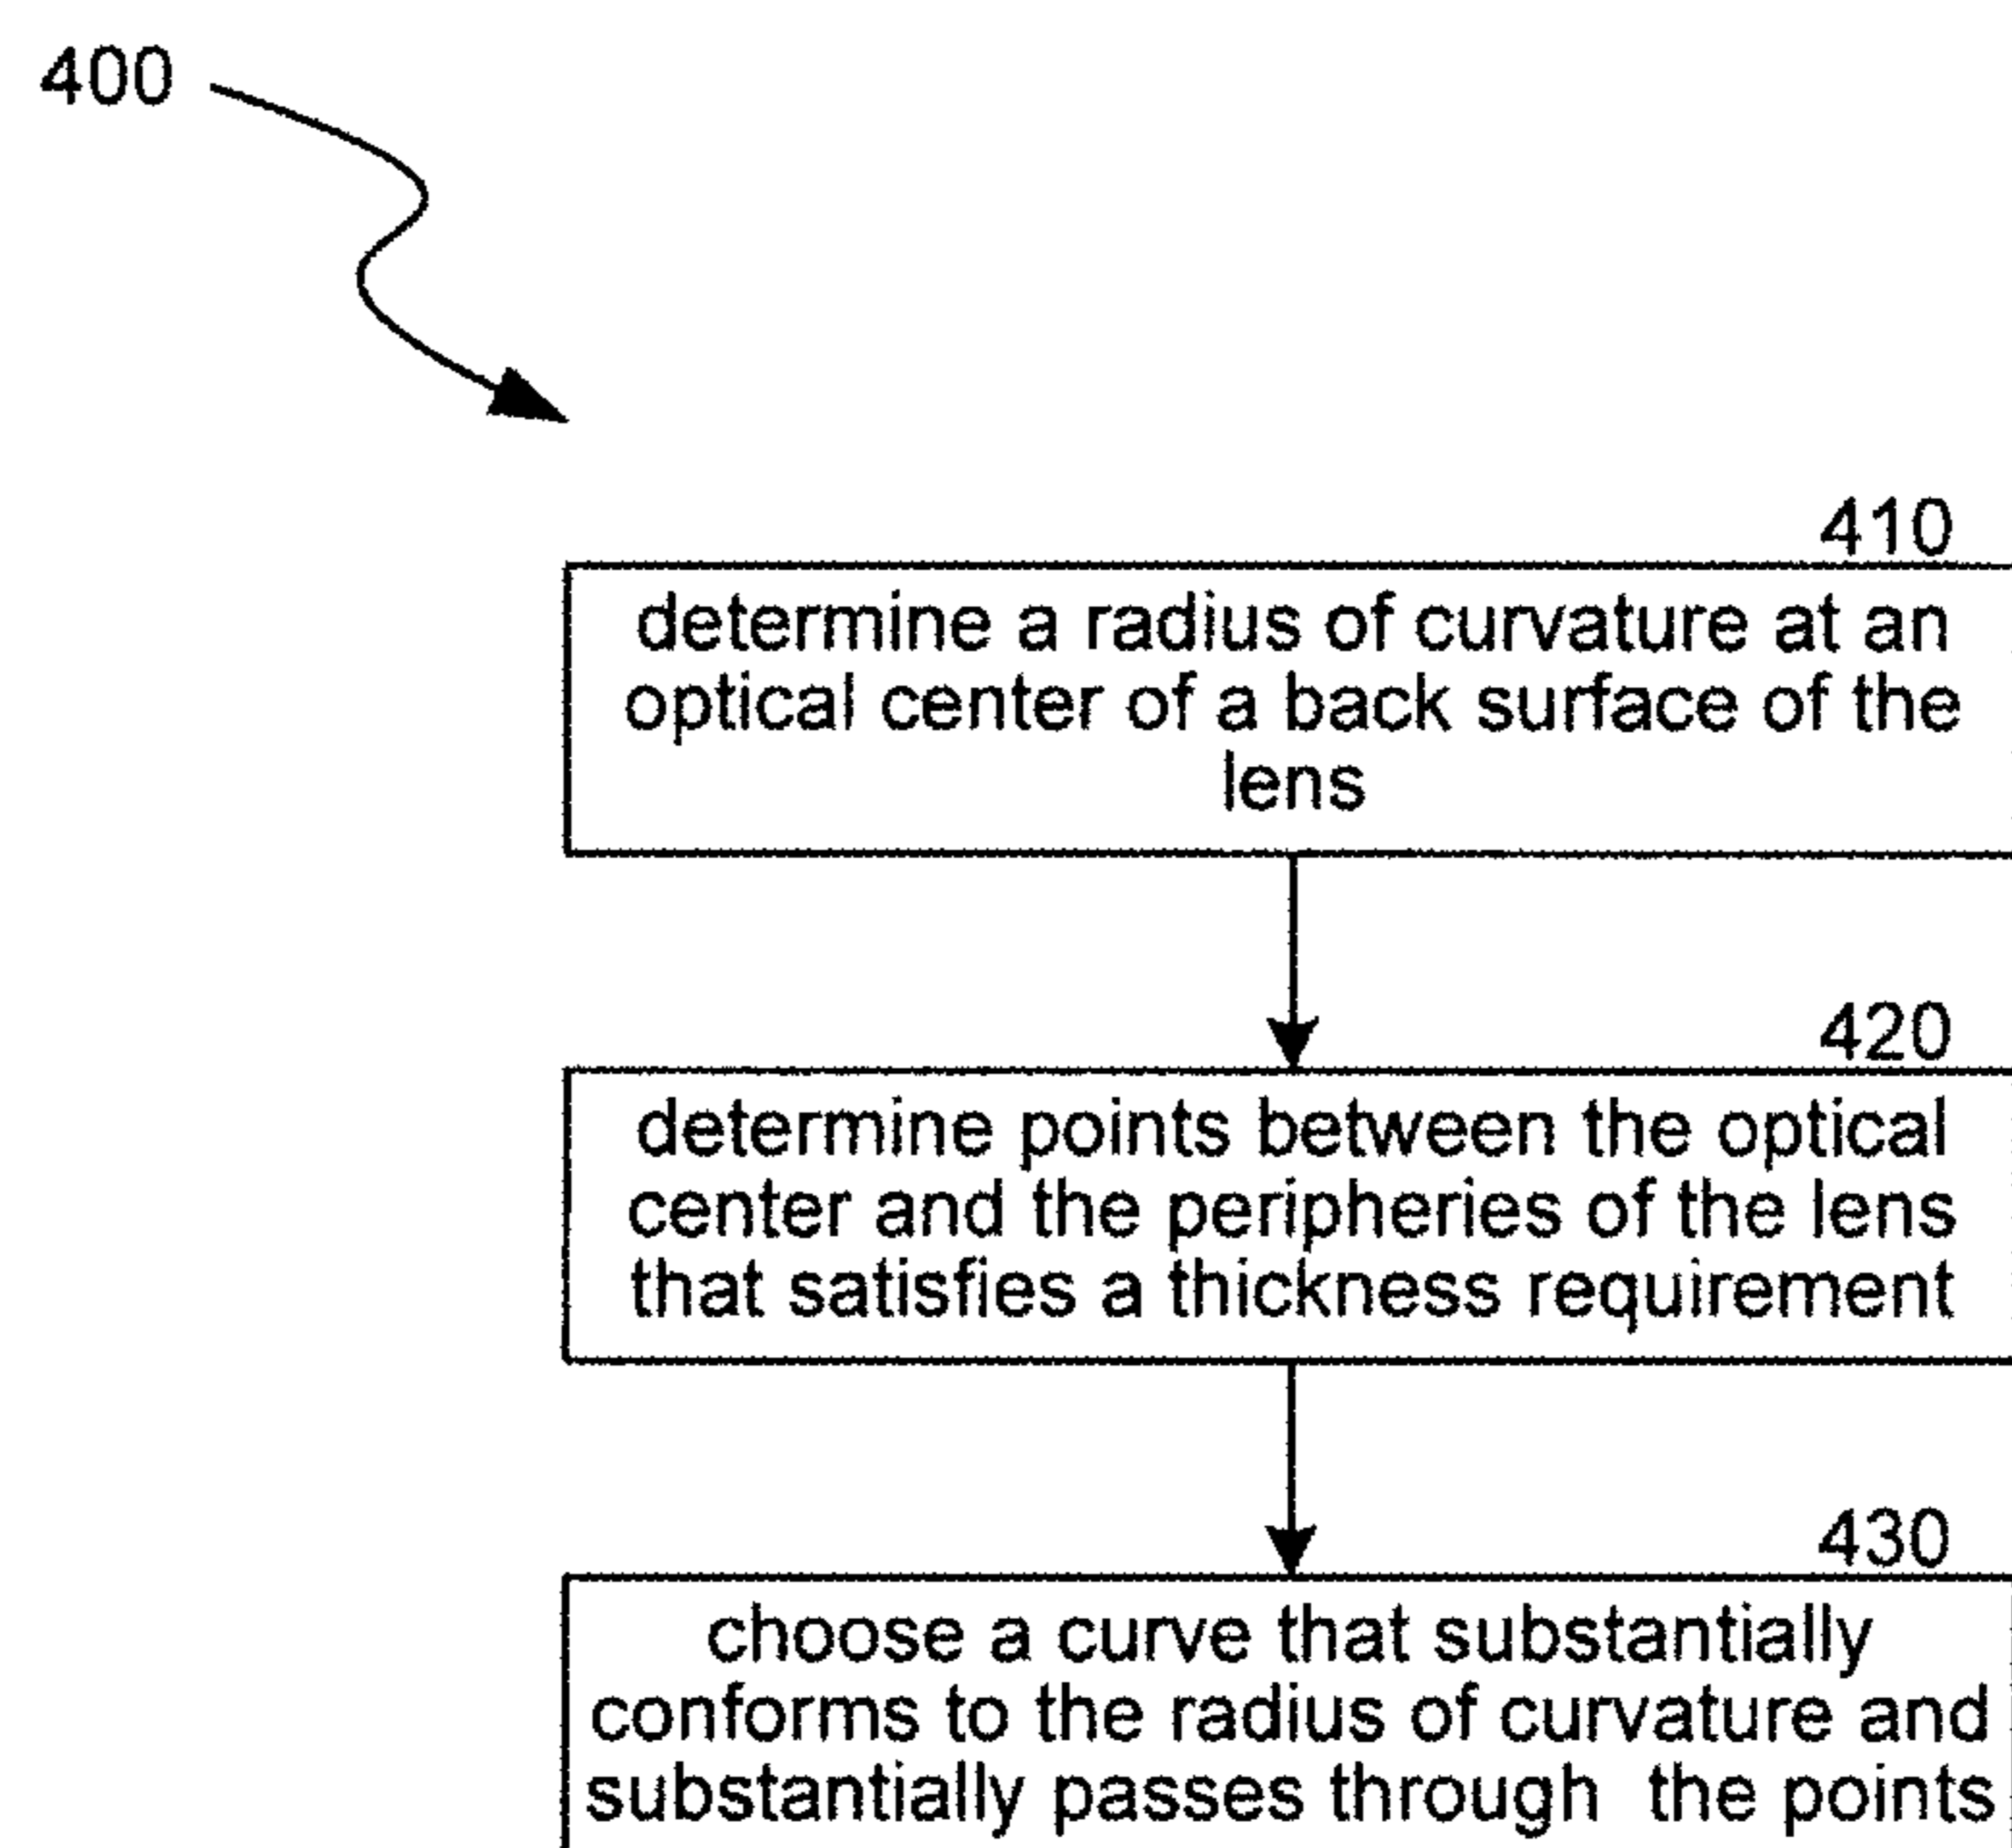 400
410
determine a radius of curvature at an
optical center of a back surface of the
lens
420
determine points between the optical
center and the peripheries of the lens
that satisfies a thickness requirement
430
choose a curve that substantially
conforms to the radius of curvature and
substantially passes through the points